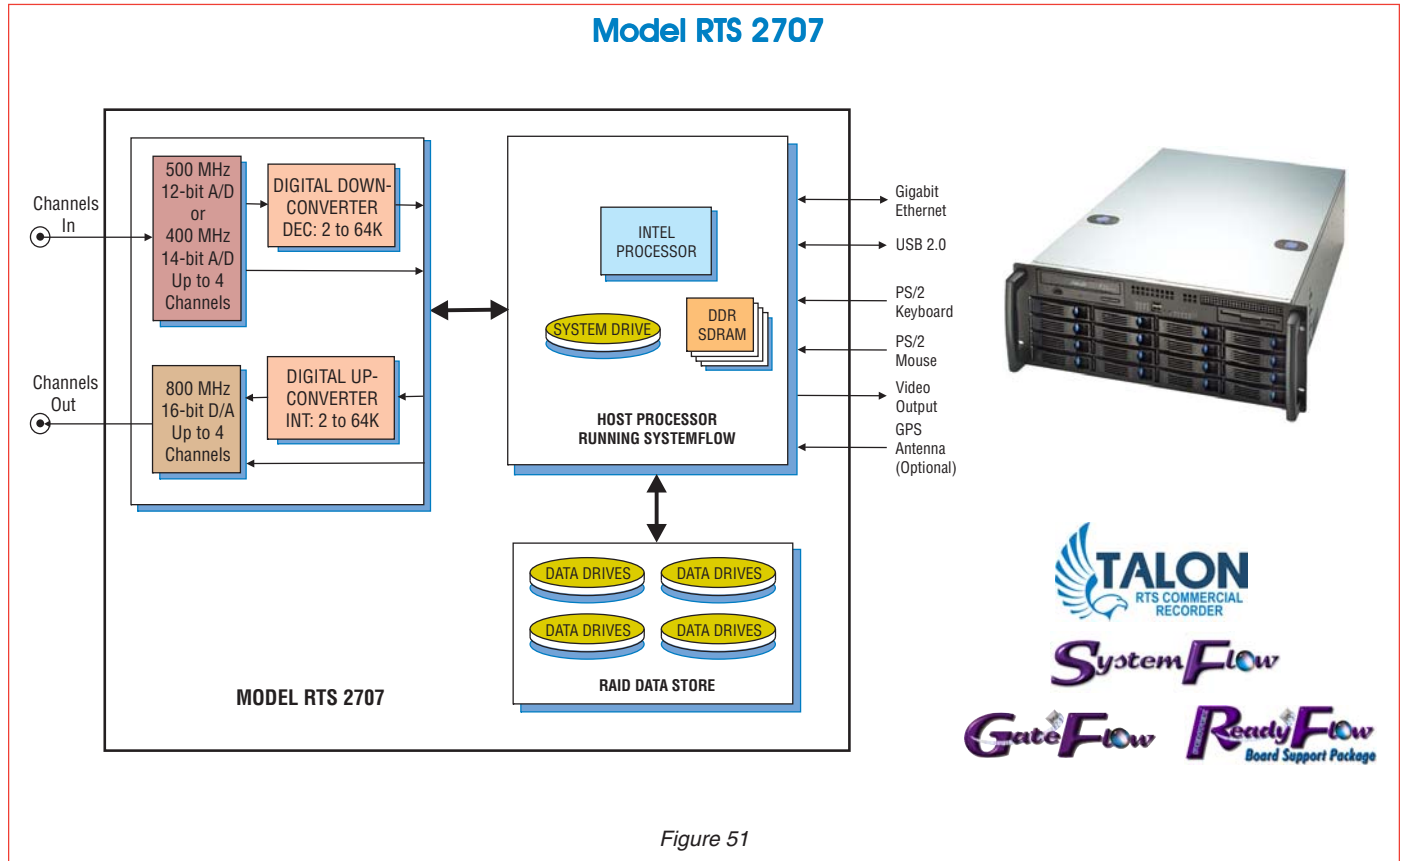 Model RTS 2707
Channels
In
500 MHz
12-bit A/D
or
400 MHz
14-bit A/D
Up to 4
Channels
DIGITAL DOWN-
CONVERTER
DEC: 2 to 64K
Channels
Out
800 MHz
16-bit D/A
Up to 4
Channels
DIGITAL UP-
CONVERTER
INT: 2 to 64K
INTEL
PROCESSOR
SYSTEM DRIVE
DDR
SDRAM
HOST PROCESSOR
RUNNING SYSTEMFLOW
Gigabit
Ethernet
USB 2.0
PS/2
Keyboard
PS/2
Mouse
Video
Output
GPS
Antenna
(Optional)
DATA DRIVES
DATA DRIVES
DATA DRIVES
DATA DRIVES
RAID DATA STORE
MODEL RTS 2707
TALON
RTS COMMERCIAL
RECORDER
SystemFlow
GateFlow
ReadyFlow
Board Support Package
Figure 51